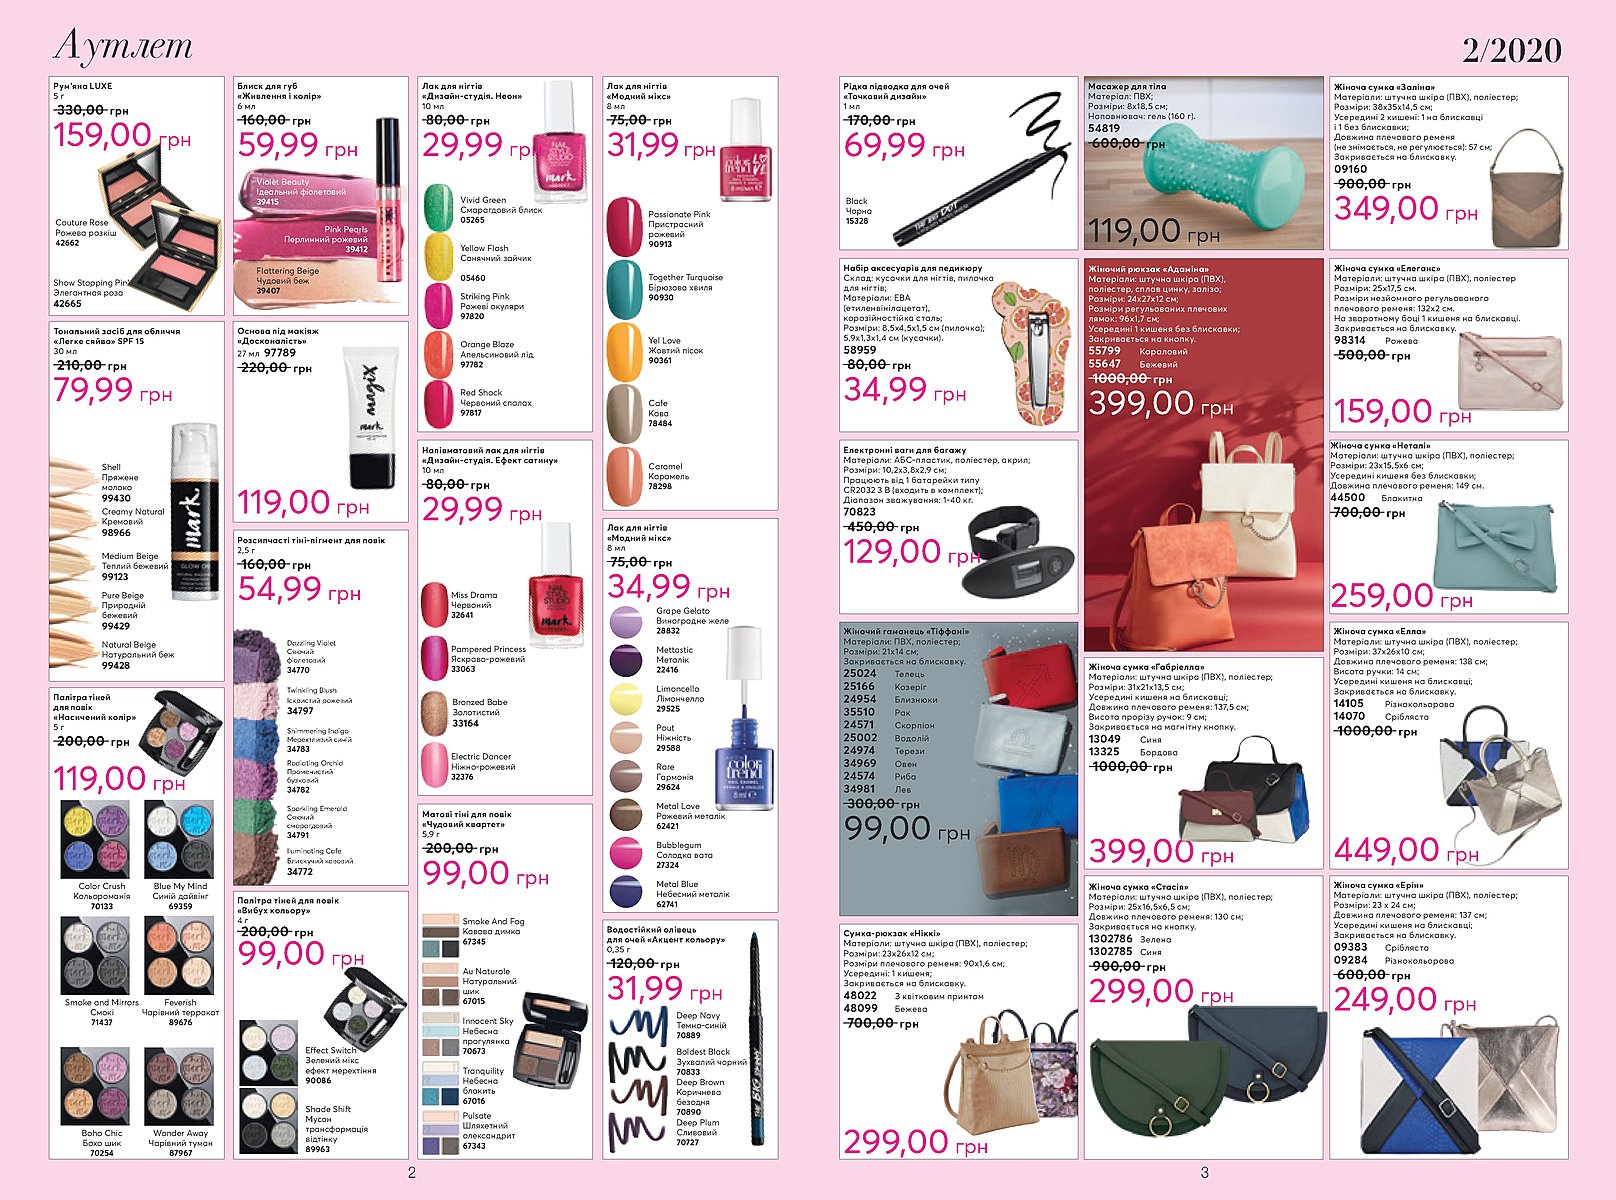 Аутлет
2/2020
Рум'яна LUXE
5 г
330,00 грн
159,00 грн
Couture Rose
Рожева розкіш
42662
Show Stopping Pin
Элегантная роза
42665
Тональний засіб для обличчя
«Легке сяйво» SPF 15
30 мл
210,00 грн
79,99 грн
Shell
Пряжене
молоко
99430
Creamy Natural
Кремовий
98966
Medium Beige
Теплий бежевий
99123
Pure Beige
Природній
бежевий
99429
Natural Beige
Натуральний беж
99428
mark.
GLOW ON
Палітра тіней
для повік
«Насичений колір»
5 г
200,00 грн
119,00 грн
Color Crush
Кольороманія
70133
Blue My Mind
Синій дайвінг
69359
Smoke and Mirrors
Смокі
71437
Feverish
Чарівний терракот
89676
Boho Chic
Бохо шик
70254
Wander Away
Чарівний туман
87967
Блиск для губ
«Живлення і колір»
6 мл
160,00 грн
59,99 грн
Violet Beauty
Ідеальний фіолетовий
39415
Pink Pearls
Перлинний рожевий
39412
Flattering Beige
Чудовий беж
39407
Основа під макіяж
«Досконалість»
27 мл 97789
220,00 грн
magix
mark.
119,00 грн
Розсипчасті тіні-пігмент для повік
2,5 г
160,00 грн
54,99 грн
Dazzling Violet
Сяючий
фіолетовий
34770
Twinkling Blush
Іскристий рожевий
34797
Shimmering Indigo
Мерехтливий синій
34783
Radiating Orchid
Променистий
бузковий
34782
Sparkling Emerald
Сяючий
смарагдовий
34791
Iluminating Cafe
Блискучий кавовий
34772
Палітра тіней для повік
«Вибух кольору»
4 г
200,00 грн
99,00 грн
Effect Switch
Зелений мікс
ефект мерехтіння
90086
Shade Shift
Мусон
трансформація
відтінку
89963
Лак для нігтів
«Дизайн-студія. Неон»
10 мл
80,00 грн
29,99 гр
NAIL
STYLE
STUDIO
mark.
Vivid Green
Смарагдовий блиск
05265
Yellow Flash
Сонячний зайчик
05460
Striking Pink
Рожеві окуляри
97820
Orange Blaze
Апельсиновий лід
97782
Red Shock
Червоний спалах
97817
Напівматовий лак для нігтів
«Дизайн-студія. Ефект сатину»
10 мл
80,00 грн
29,99 грн
NAIL
STYLE
STUDIO
mark.
Miss Drama
Червоний
32641
Pampered Princess
Яскраво-рожевий
33063
Bronzed Babe
Золотистий
33164
Electric Dancer
Ніжно-рожевий
32376
Матові тіні для повік
«Чудовий квартет»
5,9 г
200,00 грн
99,00 грн
Smoke And Fog
Кавова димка
67345
Au Naturale
Натуральний
шик
67015
Innocent Sky
Небесна
прогулянка
70673
Tranquility
Небесна
блакить
67016
Pulsate
Шляхетний
олександрит
67343
Лак для нігтів
«Модний мікс»
8 мл
75,00 грн
31,99 грн
color
trend
Passionate Pink
Пристрасний
рожевий
90913
Together Turquoise
Бірюзова хвиля
90930
Yel Love
Жовтий пісок
90361
Cafe
Кава
78484
Caramel
Карамель
78298
Лак для нігтів
«Модний мікс»
8 мл
75,00 грн
34,99 грн
Grape Gelato
Виноградне желе
28832
Mettastic
Металік
22416
Limoncello
Лімончелло
29525
Pout
Ніжність
29588
Rare
Гармонія
29624
Metal Love
Рожевий металік
62421
Bubblegum
Солодка вата
27324
Metal Blue
Небесний металік
62741
color
trend
8 ml
Водостійкий олівець
для очей «Акцент кольору»
0,35 г
120,00 грн
31,99 грн
Deep Navy
Темно-синій
70889
Boldest Black
Зухвалий чорний
70833
Deep Brown
Коричнева
безодня
70890
Deep Plum
Сливовий
70727
2
Рідка підводка для очей
«Точковий дизайн»
1 мл
170,00 грн
69,99 грн
Black
Чорна
15328
Набір аксесуарів для педикюру
Склад: кусачки для нігтів, пилочка
для нігтів;
Матеріали: ЕВА
(етиленвінілацетат),
корозійностійка сталь;
Розміри: 8,5х4,5х1,5 см (пилочка);
5,9х1,3х1,4 см (кусачки).
58959
80,00 грн
34,99 грн
Електронні ваги для багажу
Матеріали: АБС-пластик, поліестер, акрил;
Розміри: 10,2х3,8х2,9 см;
Працюють від 1 батарейки типу
CR2032 3 В (входить в комплект);
Діапазон зважування: 1-40 кг.
70823
450,00 грн
129,00 грн
Жіночий гаманець «Тіффані»
Матеріали: ПВХ, поліестер;
Розміри: 21х14 см;
Закривається на блискавку.
25024 Телець
25166 Козеріг
24954 Близнюки
35510 Рак
24571 Скорпіон
25002 Водолій
24974 Терези
34969 Овен
24574 Риба
34981 Лев
300,00 грн
99,00 грн
Сумка-рюкзак «Ніккі»
Матеріали: штучна шкіра (ПВХ), поліестер;
Розміри: 23х26х12 см;
Розміри плечового ременя: 90х1,6 см;
Усередині: 1 кишеня;
Закривається на блискавку.
48022 З квітковим принтам
48099 Бежева
700,00 грн
299,00 грн
Масажер для тіла
Матеріал: ПВХ;
Розміри: 8х18,5 см;
Наповнювач: гель (160 г).
54819
600,00 грн
119,00 грн
Жіночий рюкзак «Адаміна»
Матеріали: штучна шкіра (ПВХ),
поліестер, сплав цинку, залізо;
Розміри: 24х27х12 см;
Розміри регульованих плечових
лямок: 96х1,7 см;
Усередині 1 кишеня без блискавки;
Закривається на кнопку.
55799 Кораловий
55647 Бежевий
1000,00 грн
399,00 грн
Жіноча сумка «Габріелла»
Матеріали: штучна шкіра (ПВХ), поліестер;
Розміри: 31х21х13,5 см;
Усередині кишеня на блискавці;
Довжина плечового ременя: 137,5 см;
Висота прорізу ручок: 9 см;
Закривається на магнітну кнопку.
13049 Синя
13325 Бордова
1000,00 грн
399,00 грн
Жіноча сумка «Стасія»
Матеріали: штучна шкіра (ПВХ), поліестер;
Розміри: 25х16,5х6,5 см;
Довжина плечового ременя: 130 см;
Закривається на кнопку.
1302786 Зелена
1302785 Синя
900,00 грн
299,00 грн
Жіноча сумка «Заліна»
Матеріали: штучна шкіра (ПВХ), поліестер;
Розміри: 38х35х14,5 см;
Усередині 2 кишені: 1 на блискавці
і 1 без блискавки;
Довжина плечового ременя
(не знімається, не регулюється): 57 см;
Закривається на блискавку.
09160
900,00 грн
349,00 грн
Жіноча сумка «Елеганс»
Матеріали: штучна шкіра (ПВХ), поліестер
Розміри: 25х17,5 см.
Розміри незйомного регульованого
плечового ременя: 132х2 см.
На зворотному боці 1 кишеня на блискавці.
Закривається на блискавку.
98314 Рожева
500,00 грн
159,00 грн
Жіноча сумка «Неталі»
Матеріали: штучна шкіра (ПВХ), поліестер;
Розміри: 23х15,5х6 см;
Усередині кишеня без блискавки;
Довжина плечового ременя: 149 см.
44500 Блакитна
700,00 грн
259,00 грн
Жіноча сумка «Елла»
Матеріали: штучна шкіра (ПВХ), поліестер;
Розміри: 37х26х10 см;
Довжина плечового ременя: 138 см;
Висота ручки: 14 см;
Усередині кишеня на блискавці;
Закривається на блискавку.
14105 Різнокольорова
14070 Срібляста
1000,00 грн
449,00 грн
Жіноча сумка «Ерін»
Матеріали: штучна шкіра (ПВХ), поліестер;
Розміри: 23 х 24 см;
Довжина плечового ременя: 137 см;
Усередині кишеня на блискавці;
Закривається на блискавку.
09383 Срібляста
09284 Різнокольорова
600,00 грн
249,00 грн
3